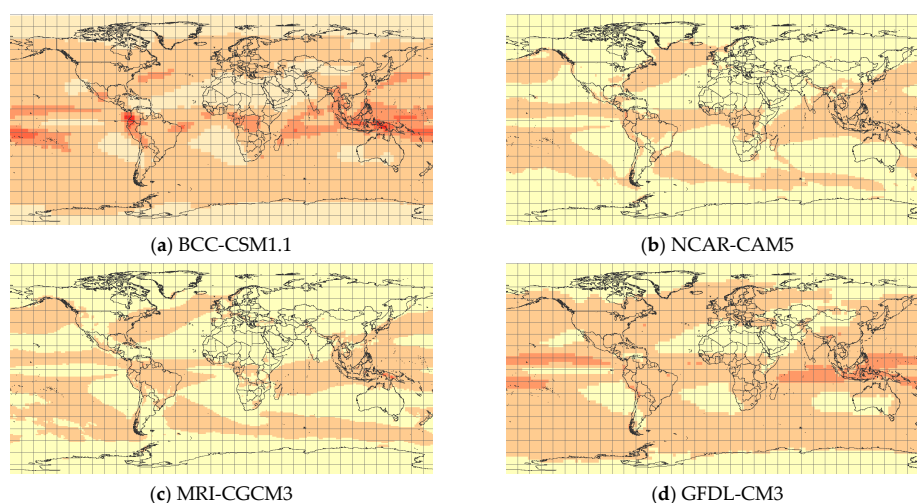 (a) BCC-CSM1.1
(b) NCAR-CAM5
(c) MRI-CGCM3
(d) GFDL-CM3